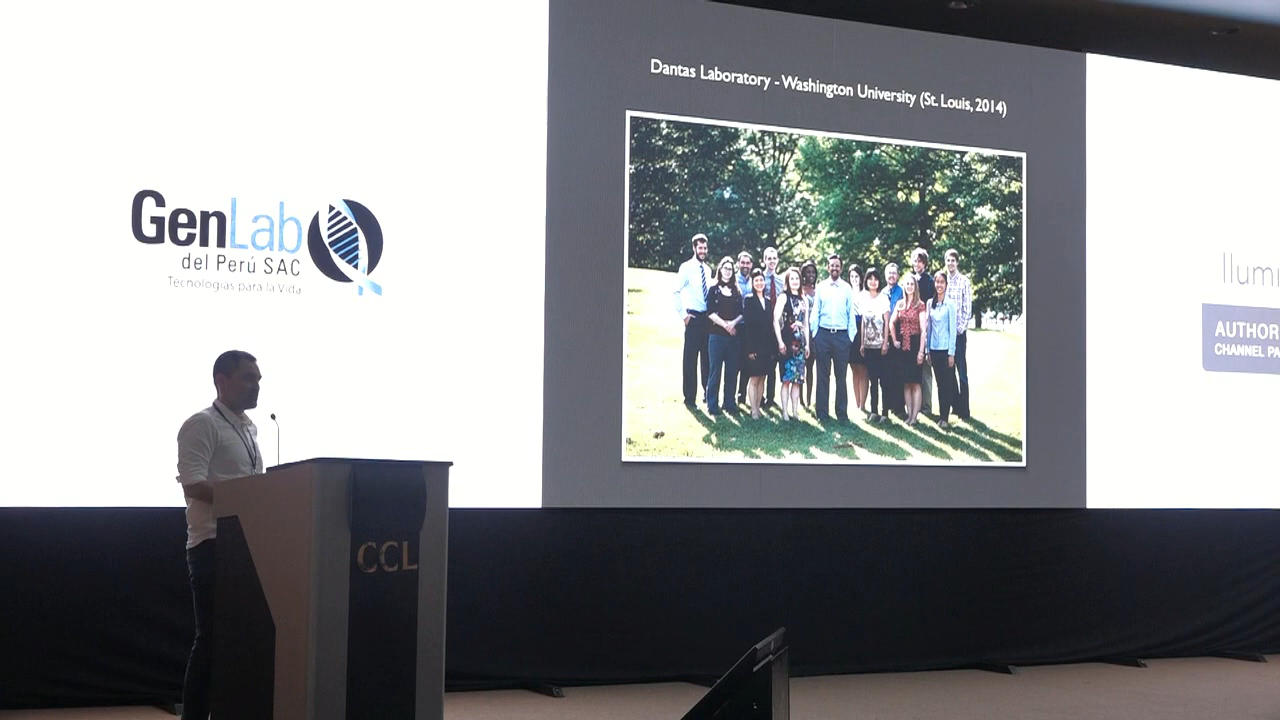 Dantas Laboratory - Washington University (St. Louis, 2014)
GenLab
del Perú SAC
Tecnologías para la Vida
Ilumi
AUTHOR
CHANNEL PA
CCL